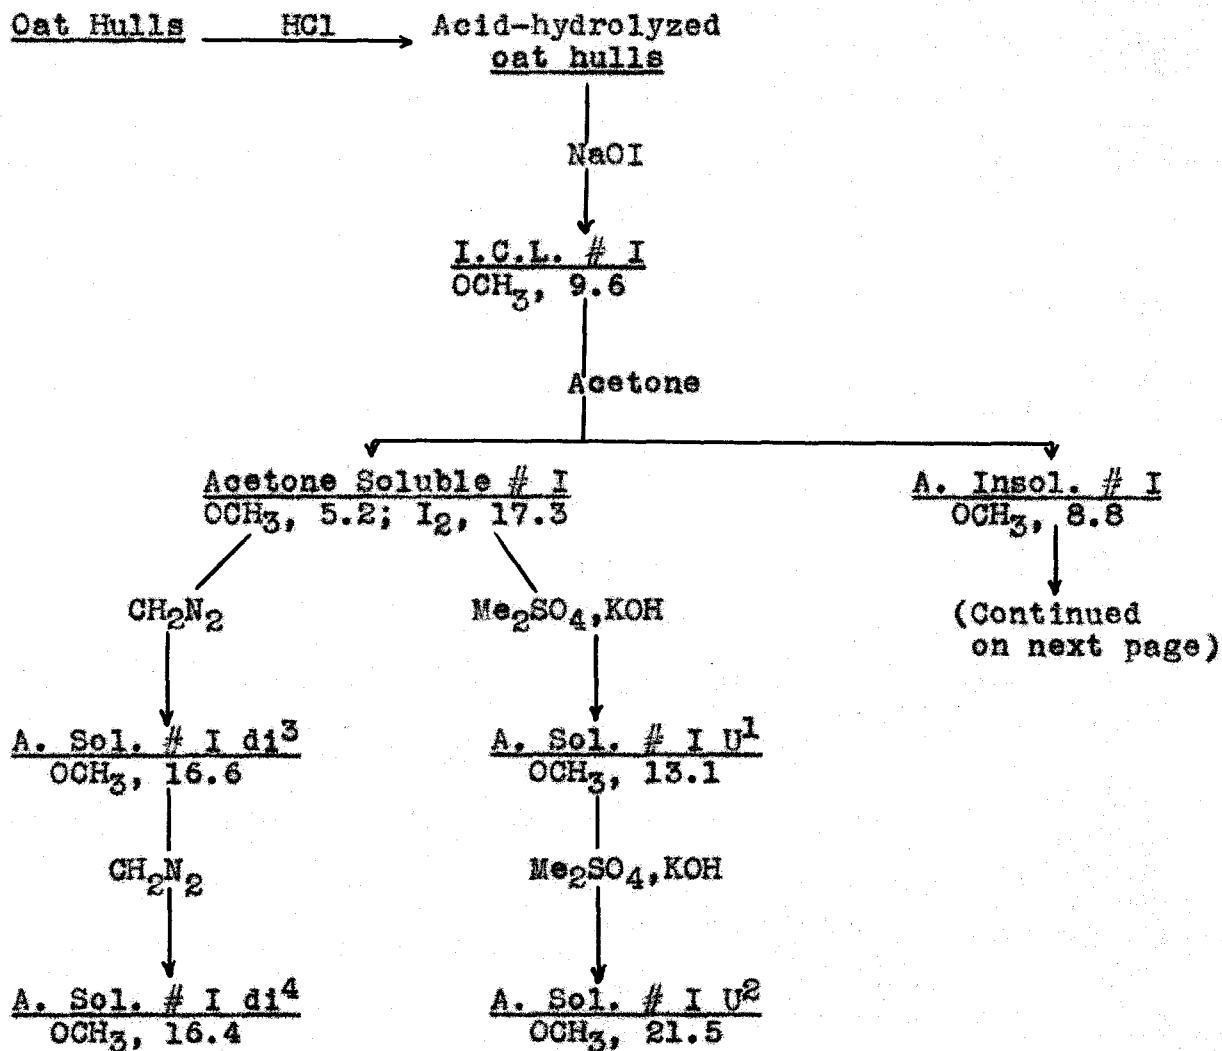 Oat Hulls HCl Acid-hydrolyzed
oat hulls
NaOI
I.C.L. # I
OCH3, 9.6
Acetone
Acetone Soluble # I A. Insol. # I
OCH3, 5.2; I2, 17.3 OCH3, 8.8
CH2N2 Me2SO4,KOH (Continued
on next page)
A. Sol. # I di³ A. Sol. # I U¹
OCH3, 16.6 OCH3, 13.1
CH2N2 Me2SO4,KOH
A. Sol. # I di⁴ A. Sol. # I U²
OCH3, 16.4 OCH3, 21.5